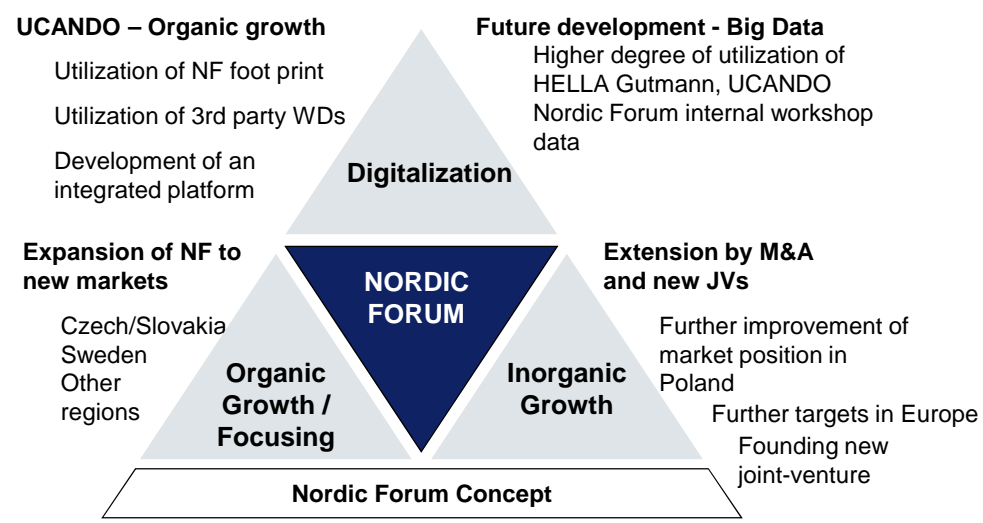 UCANDO – Organic growth
Utilization of NF foot print
Utilization of 3rd party WDs
Development of an
integrated platform
Future development - Big Data
Higher degree of utilization of
HELLA Gutmann, UCANDO
Nordic Forum internal workshop
data
Digitalization
Expansion of NF to
new markets
Czech/Slovakia
Sweden
Other
regions
NORDIC
FORUM
Organic
Growth /
Focusing
Inorganic
Growth
Extension by M&A
and new JVs
Further improvement of
market position in
Poland
Further targets in Europe
Founding new
joint-venture
Nordic Forum Concept